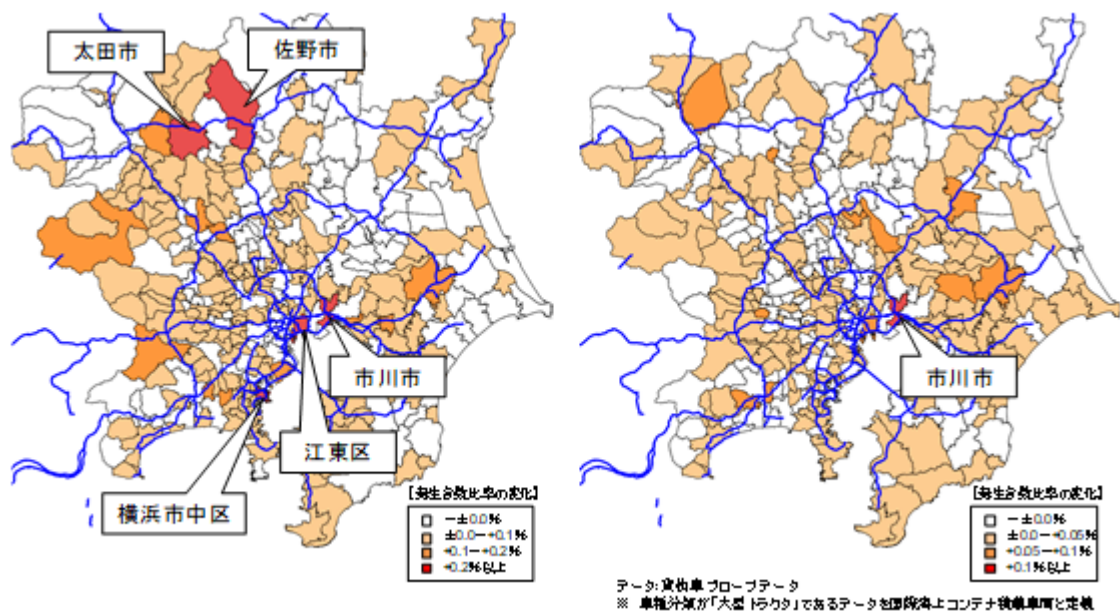 太田市
佐野市
市川市
江東区
横浜市中区
[発生台数比率の変化]
-±0.0%
±0.0-+0.1%
+0.1-+0.2%
+0.2%以上
市川市
[発生台数比率の変化]
-±0.0%
±0.0-+0.05%
+0.05-+0.1%
+0.1%以上
データ:貨物車プローブデータ
※ 車種分類が「大型トラクタ」であるデータを国際海上コンテナ積載車両と定義